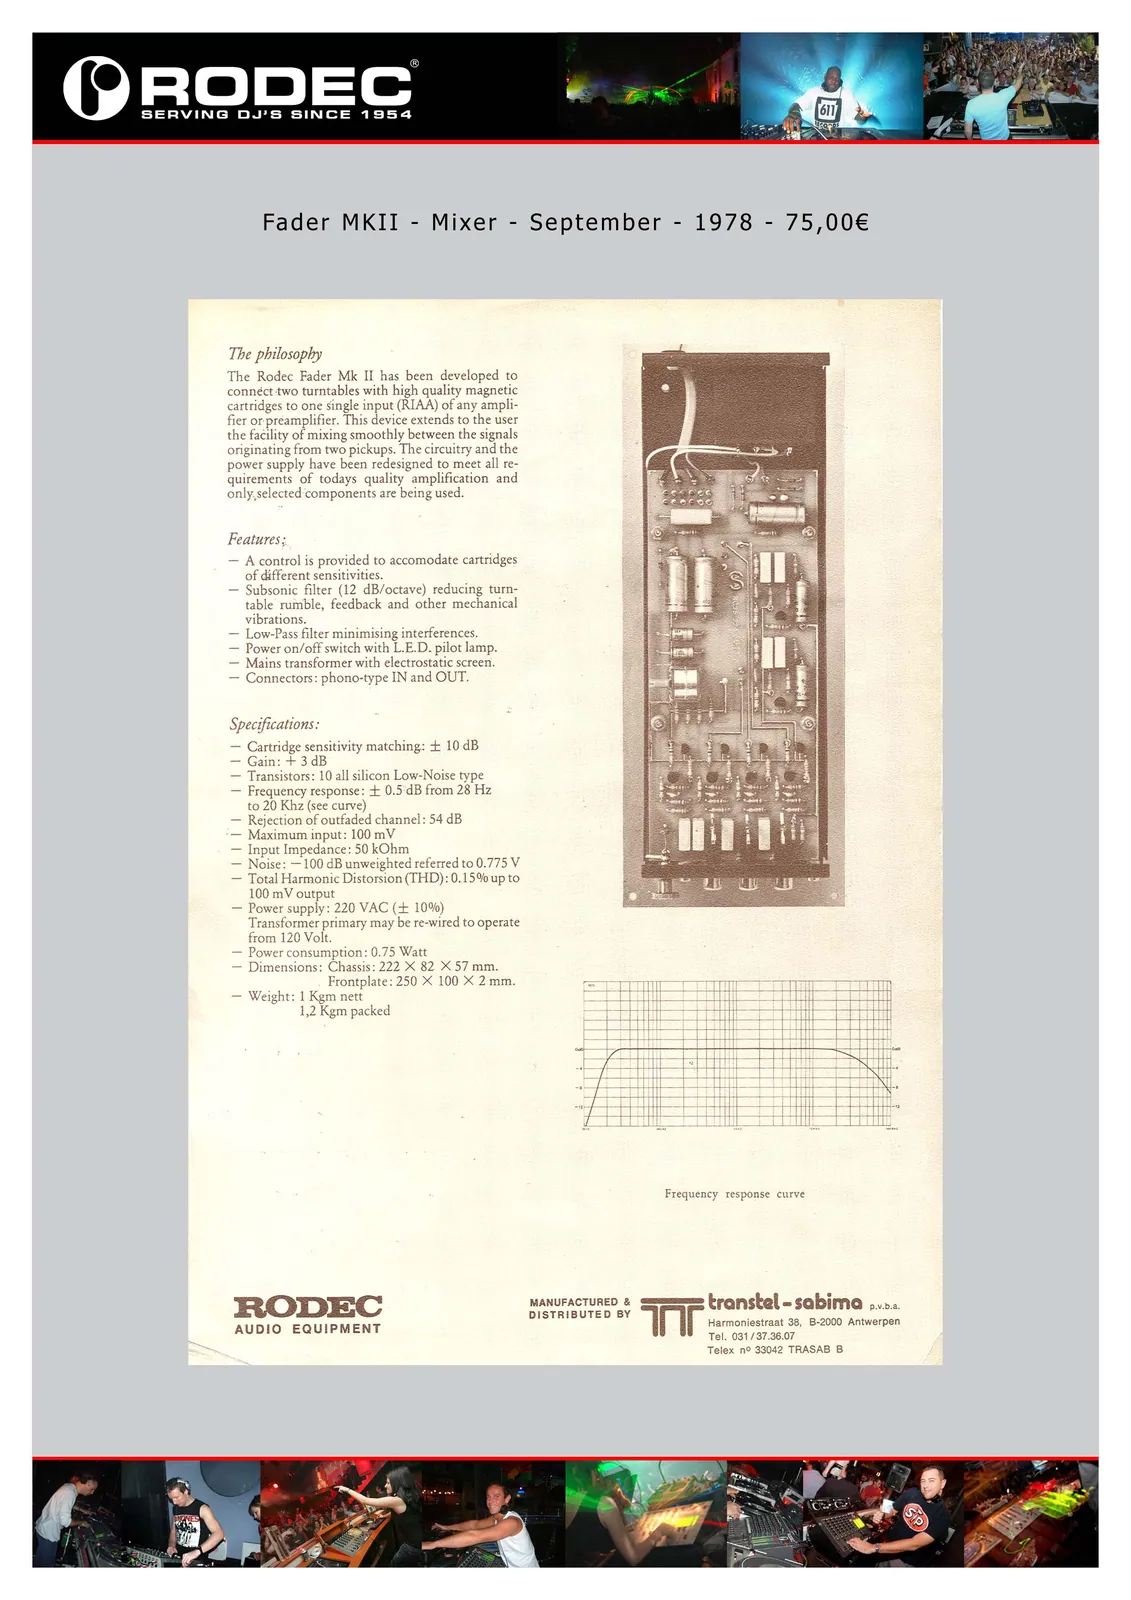 RODEC®
SERVING DJ'S SINCE 1954
611
Fader MKII - Mixer - September - 1978 - 75,00€
The philosophy
The Rodec Fader Mk II has been developed to
connect two turntables with high quality magnetic
cartridges to one single input (RIAA) of any ampli-
fier or preamplifier. This device extends to the user
the facility of mixing smoothly between the signals
originating from two pickups. The circuitry and the
power supply have been redesigned to meet all re-
quirements of todays quality amplification and
only selected components are being used.
Features;
— A control is provided to accomodate cartridges
of different sensitivities.
— Subsonic filter (12 dB/octave) reducing turn-
table rumble, feedback and other mechanical
vibrations.
— Low-Pass filter minimising interferences.
— Power on/off switch with L.E.D. pilot lamp.
— Mains transformer with electrostatic screen.
— Connectors: phono-type IN and OUT.
Specifications:
— Cartridge sensitivity matching: ± 10 dB
— Gain: + 3 dB
— Transistors: 10 all silicon Low-Noise type
— Frequency response: ± 0.5 dB from 28 Hz
to 20 Khz (see curve)
— Rejection of outfaded channel: 54 dB
— Maximum input: 100 mV
— Input Impedance: 50 kOhm
— Noise: —100 dB unweighted referred to 0.775 V
— Total Harmonic Distorsion (THD): 0.15% up to
100 mV output
— Power supply: 220 VAC (± 10%)
Transformer primary may be re-wired to operate
from 120 Volt.
— Power consumption: 0.75 Watt
— Dimensions: Chassis: 222 × 82 × 57 mm.
Frontplate: 250 × 100 × 2 mm.
— Weight: 1 Kgm nett
1,2 Kgm packed
Frequency response curve
RODEC
AUDIO EQUIPMENT
MANUFACTURED &
DISTRIBUTED BY
transtel-sabima p.v.b.a.
Harmoniestraat 38, B-2000 Antwerpen
Tel. 031/37.36.07
Telex nº 33042 TRASAB B